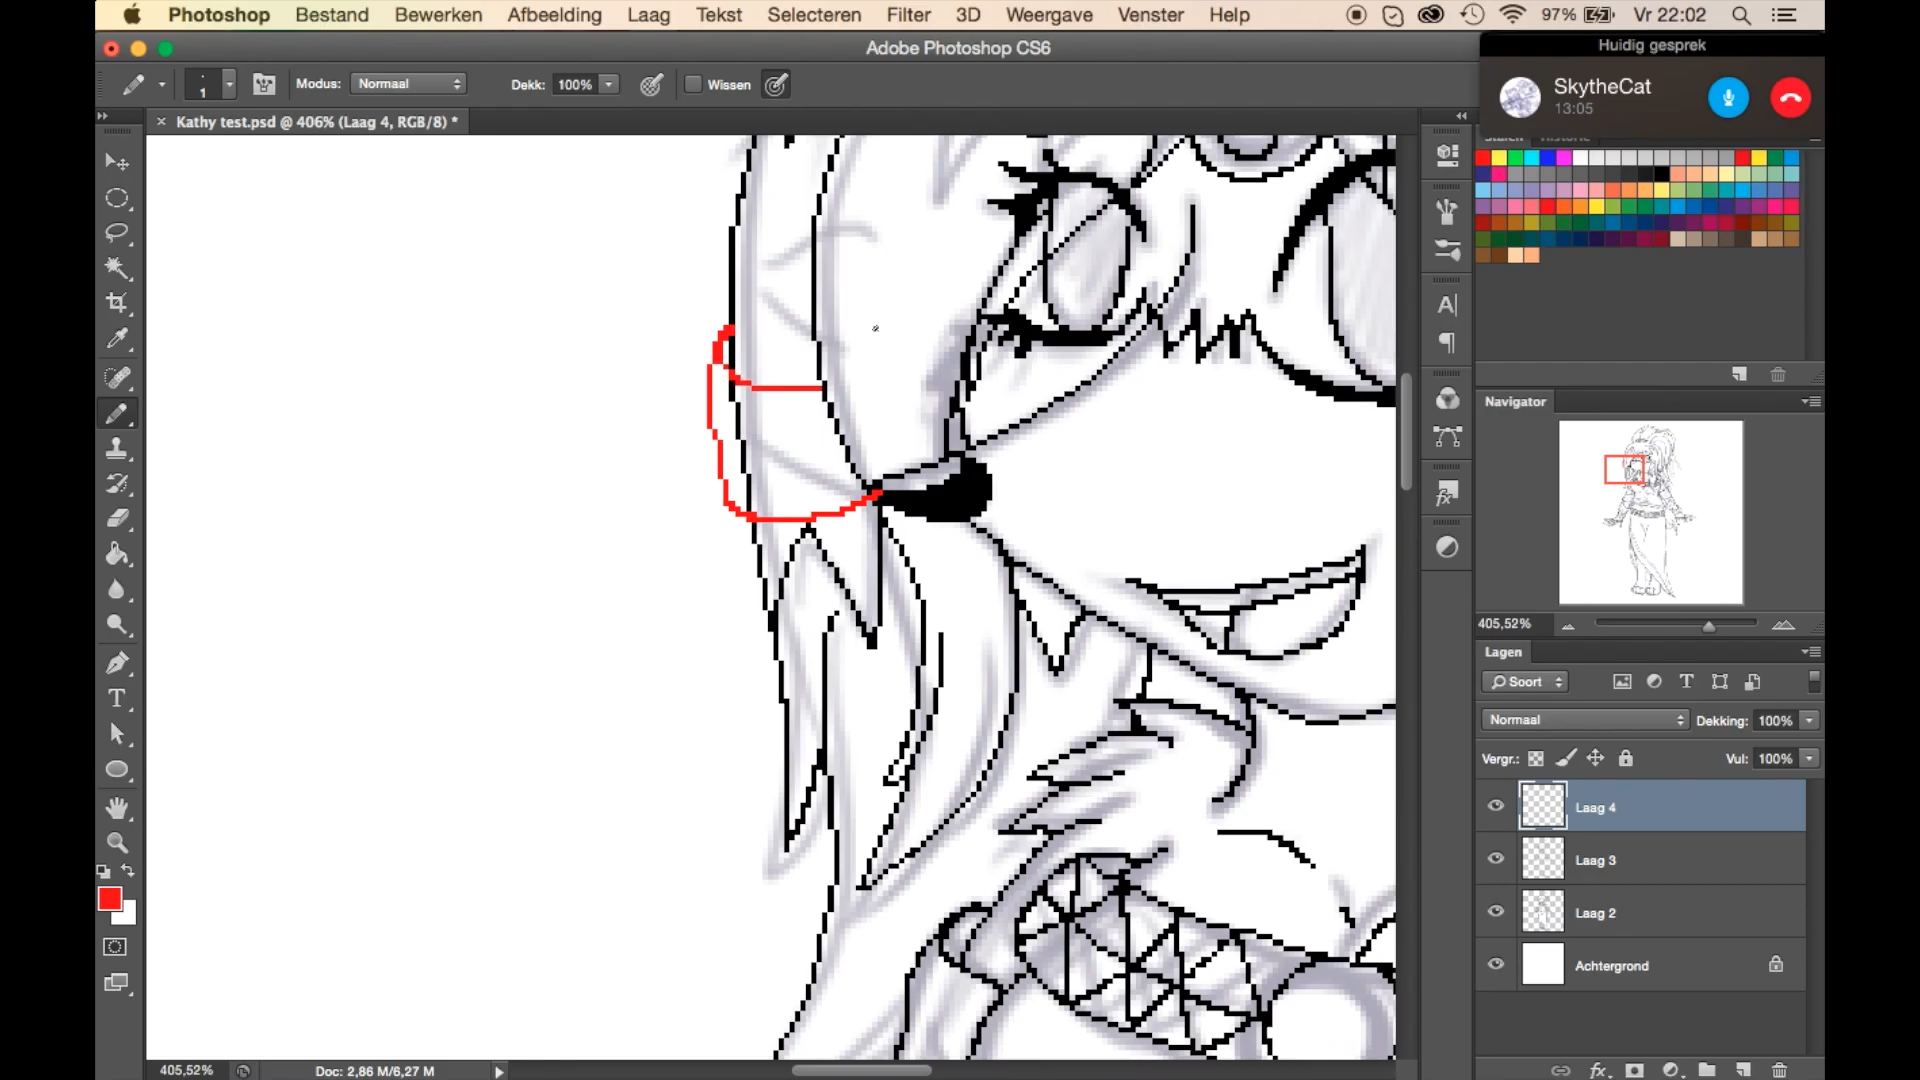 Photoshop Bestand Bewerken Afbeelding Laag Tekst Selecteren Filter 3D Weergave Venster Help 97% Vr 22:02
Adobe Photoshop CS6
Huidig gesprek
SkytheCat
13:05
1 Modus: Normaal Dekk: 100% Wissen
Kathy test.psd @ 406% (Laag 4, RGB/8) *
Stalen Historie
Navigator
405,52%
Lagen
Soort
Normaal Dekking: 100%
Vergr.: Vul: 100%
Laag 4
Laag 3
Laag 2
Achtergrond
405,52% Doc: 2,86 M/6,27 M